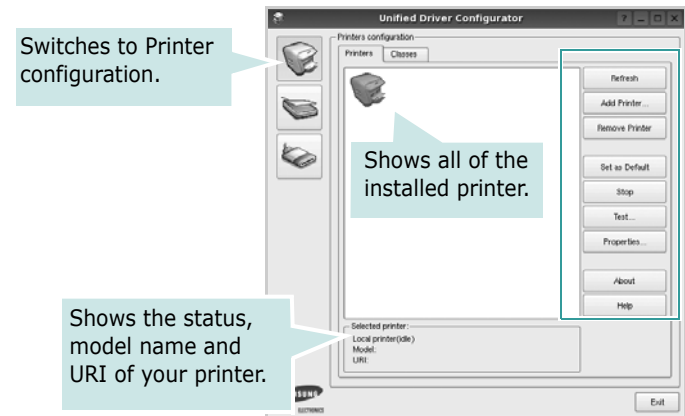 Unified Driver Configurator
Switches to Printer
configuration.
Printers configuration
Printers
Classes
Refresh
Add Printer...
Remove Printer
Shows all of the
installed printer.
Set as Default
Stop
Test...
Properties...
About
Help
Shows the status,
model name and
URI of your printer.
Selected printer:
Local printer(idle)
Model:
URI:
ELECTRONICS
Exit